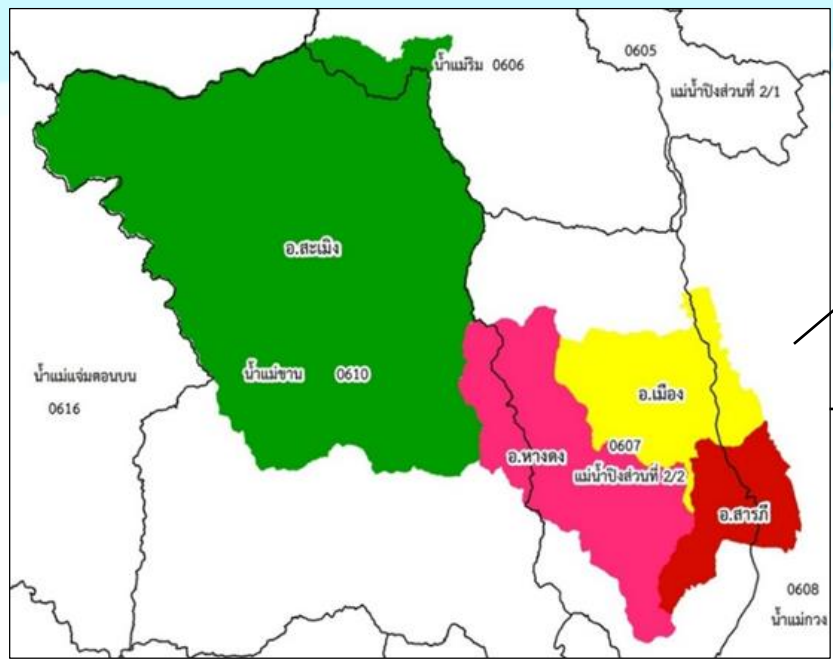 0605
น้ำแม่ริม 0606
แม่น้ำปิงส่วนที่ 2/1
อ.สะเมิง
น้ำแม่แจ่มตอนบน
0616
น้ำแม่ขาน 0610
อ.เมือง
0607
อ.หางดง
แม่น้ำปิงส่วนที่ 2/2
อ.สารภี
0608
น้ำแม่กวง